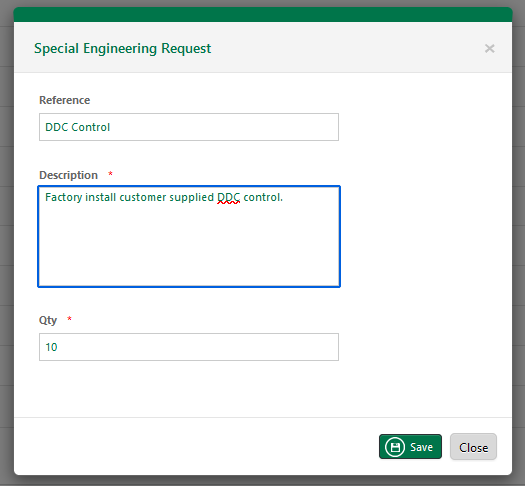 Special Engineering Request
×
Reference
DDC Control
Description *
Factory install customer supplied DDC control.
Qty *
10
Save
Close